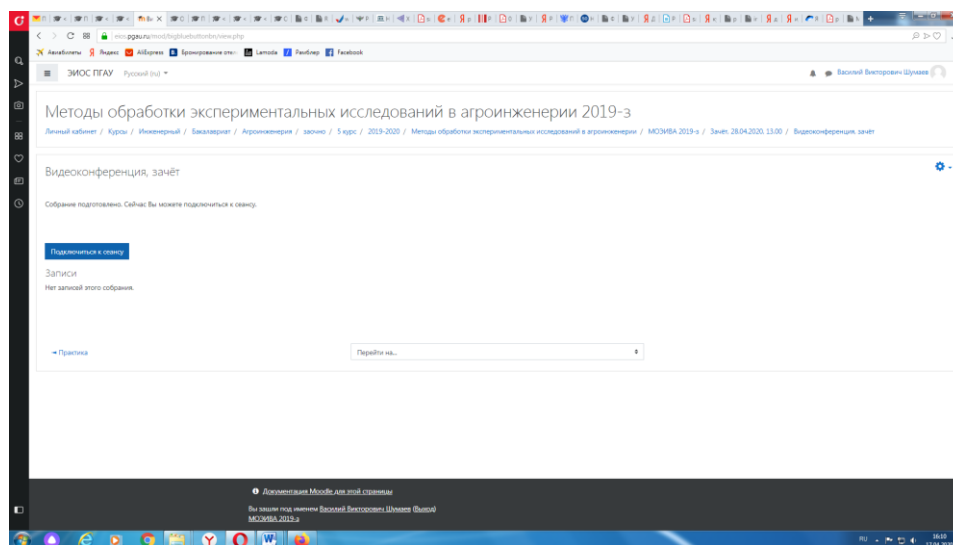 eios.pgau.ru/mod/bigbluebuttonbn/view.php
Авиабилеты Яндекс AliExpress Бронирование оте Lamoda Рамблер Facebook
ЭИОС ПГАУ Русский (ru)
Василий Викторович Шумаев
Методы обработки экспериментальных исследований в агроинженерии 2019-з
Личный кабинет / Курсы / Инженерный / Бакалавриат / Агроинженерия / заочно / 5 курс / 2019-2020 / Методы обработки экспериментальных исследований в агроинженерии / МОЭИВА 2019-з / Зачёт. 28.04.2020, 13.00 / Видеоконференция, зачёт
Видеоконференция, зачёт
Собрание подготовлено. Сейчас Вы можете подключиться к сеансу.
Подключиться к сеансу
Записи
Нет записей этого собрания.
Практика
Перейти на...
Документация Moodle для этой страницы
Вы зашли под именем Василий Викторович Шумаев (Выход)
МОЭИВА 2019-з
RU
16:10
17.04.2020